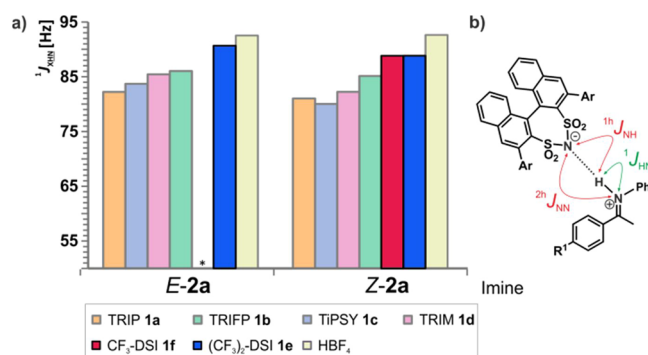 a)
¹J_XHN [Hz]
95
85
75
65
55
*
E-2a
Z-2a
Imine
TRIP 1a
TRIFP 1b
TiPSY 1c
TRIM 1d
CF₃-DSI 1f
(CF₃)₂-DSI 1e
HBF₄
b)
Ar
SO₂
S
O₂
N
⊖
Ar
¹ʰJ_NH
¹J_HN
²ʰJ_NN
H
N
Ph
⊕
R¹